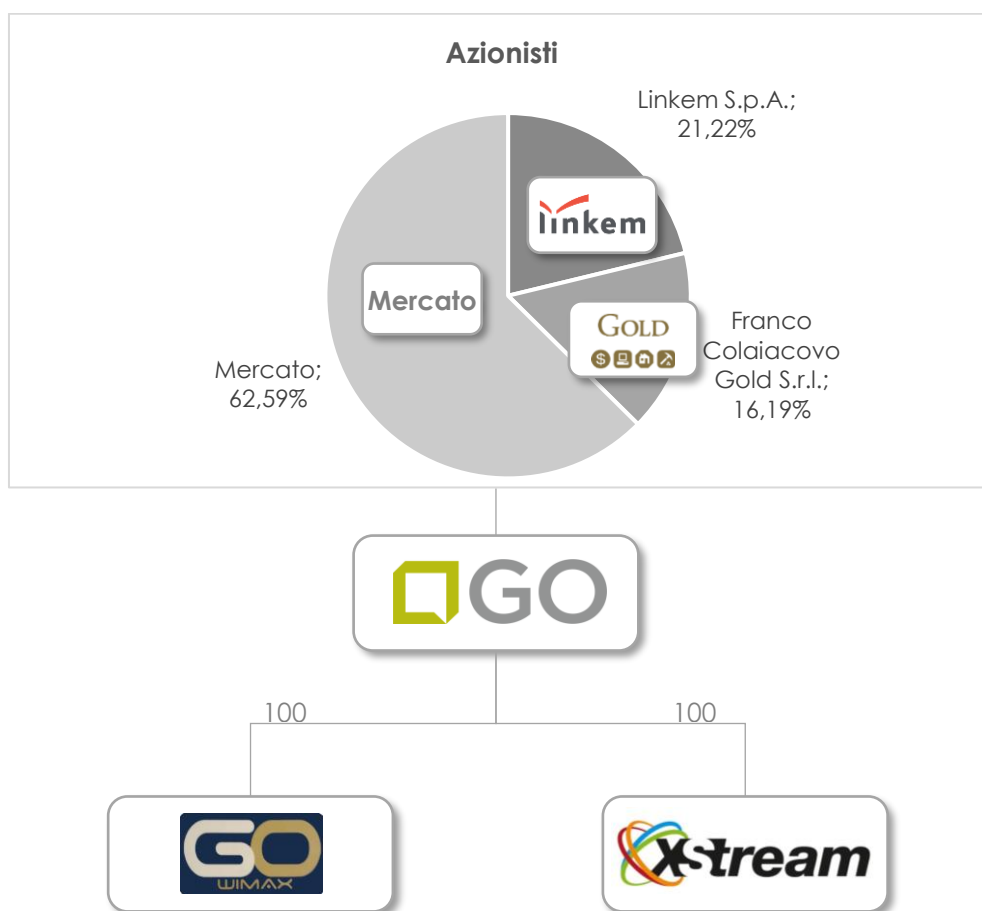 Azionisti
Linkem S.p.A.;
21,22%
linkem
Mercato
GOLD
Franco
Colaiacovo
Gold S.r.l.;
16,19%
Mercato;
62,59%
GO
100
100
GO
WIMAX
XStream